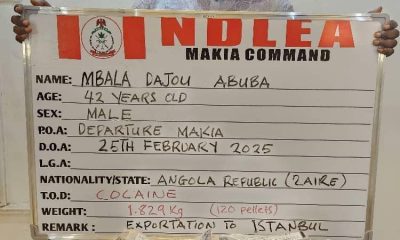 NDLEA
MAKIA COMMAND
NAME: MBALA DAJOU ABUBA
AGE: 42 YEARS OLD
SEX: MALE
P.O.A: DEPARTURE MAKIA
D.O.A: 25TH FEBRUARY 2025
L.G.A:
NATIONALITY/STATE: ANGOLA REPUBLIC (ZAIRE)
T.O.D: COCAINE
WEIGHT: 1.829 Kg (120 pellets)
REMARK: EXPORTATION TO ISTANBUL